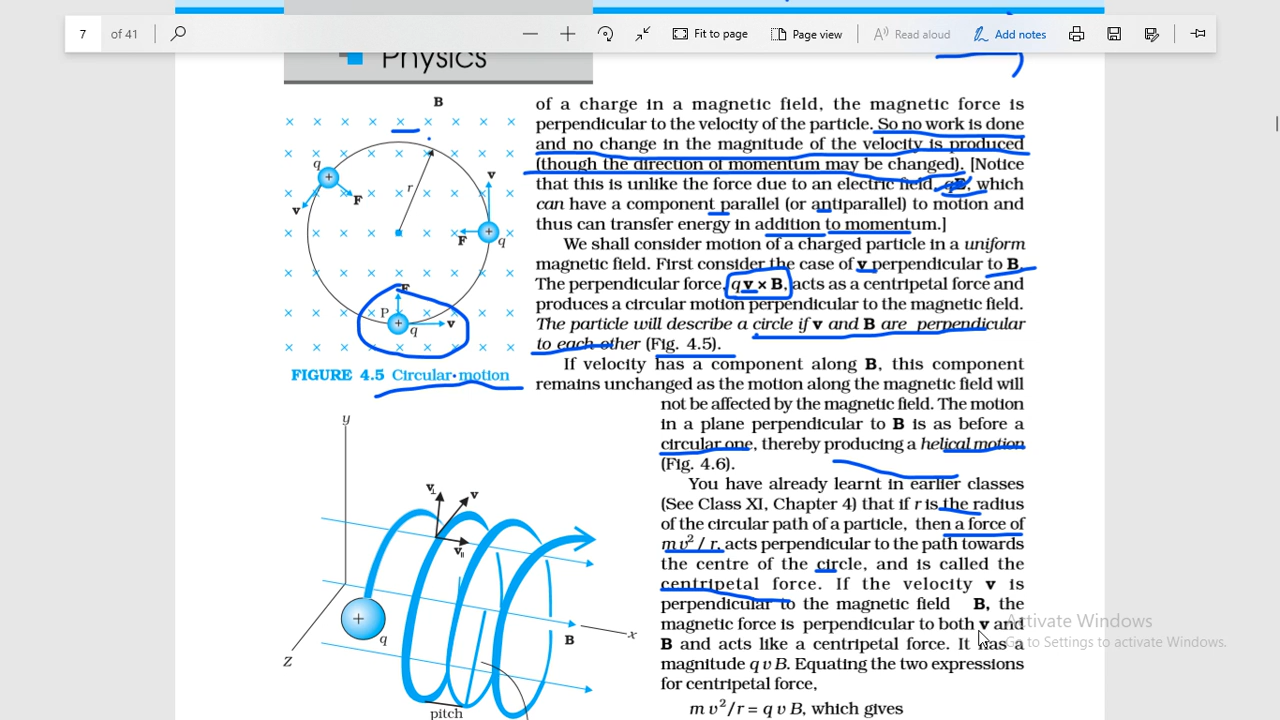 7 of 41
Fit to page
Page view
Read aloud
Add notes
Physics
of a charge in a magnetic field, the magnetic force is
perpendicular to the velocity of the particle. So no work is done
and no change in the magnitude of the velocity is produced
(though the direction of momentum may be changed). [Notice
that this is unlike the force due to an electric field, qE, which
can have a component parallel (or antiparallel) to motion and
thus can transfer energy in addition to momentum.]
We shall consider motion of a charged particle in a uniform
magnetic field. First consider the case of v perpendicular to B.
The perpendicular force, q v × B, acts as a centripetal force and
produces a circular motion perpendicular to the magnetic field.
The particle will describe a circle if v and B are perpendicular
to each other (Fig. 4.5).
If velocity has a component along B, this component
remains unchanged as the motion along the magnetic field will
not be affected by the magnetic field. The motion
in a plane perpendicular to B is as before a
circular one, thereby producing a helical motion
(Fig. 4.6).
You have already learnt in earlier classes
(See Class XI, Chapter 4) that if r is the radius
of the circular path of a particle, then a force of
m v² / r, acts perpendicular to the path towards
the centre of the circle, and is called the
centripetal force. If the velocity v is
perpendicular to the magnetic field B, the
magnetic force is perpendicular to both v and
B and acts like a centripetal force. It has a
magnitude q v B. Equating the two expressions
for centripetal force,
m v²/r = q v B, which gives
B
q
+
v
F
r
v
F
+
q
F
P
+
q
v
FIGURE 4.5 Circular motion
y
v⊥
v
v||
+
q
B
x
Z
pitch
Activate Windows
Go to Settings to activate Windows.